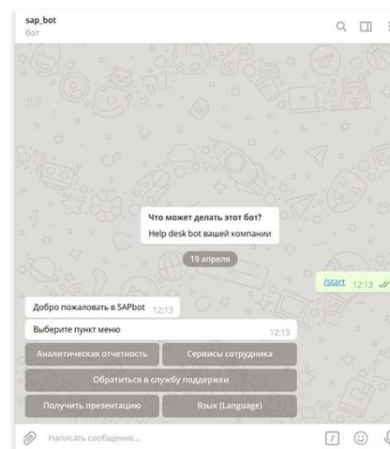 sap_bot
бот
Что может делать этот бот?
Help desk bot вашей компании
19 апреля
/start 12:13
Добро пожаловать в SAPbot 12:13
Выберите пункт меню 12:13
Аналитическая отчетность Сервисы сотрудника
Обратиться в службу поддержки
Получить презентацию Язык (Language)
Написать сообщение...